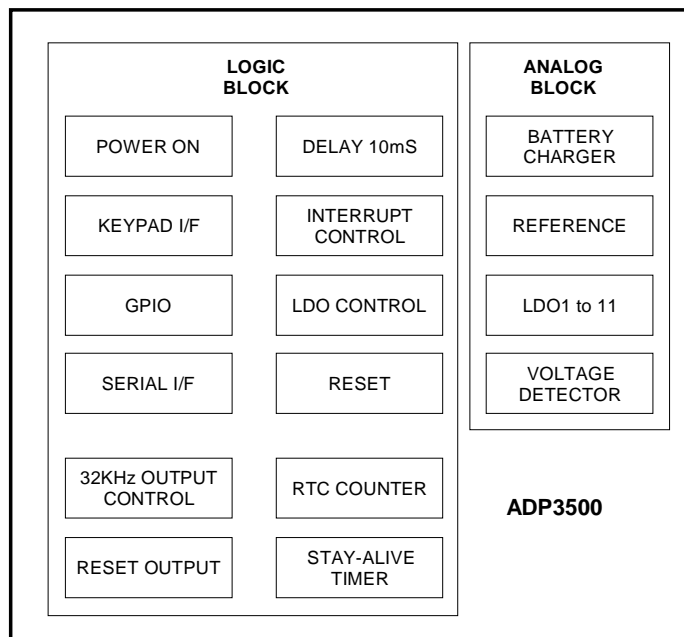 LOGIC
BLOCK
POWER ON
DELAY 10mS
KEYPAD I/F
INTERRUPT
CONTROL
GPIO
LDO CONTROL
SERIAL I/F
RESET
32KHz OUTPUT
CONTROL
RTC COUNTER
RESET OUTPUT
STAY-ALIVE
TIMER
ANALOG
BLOCK
BATTERY
CHARGER
REFERENCE
LDO1 to 11
VOLTAGE
DETECTOR
ADP3500